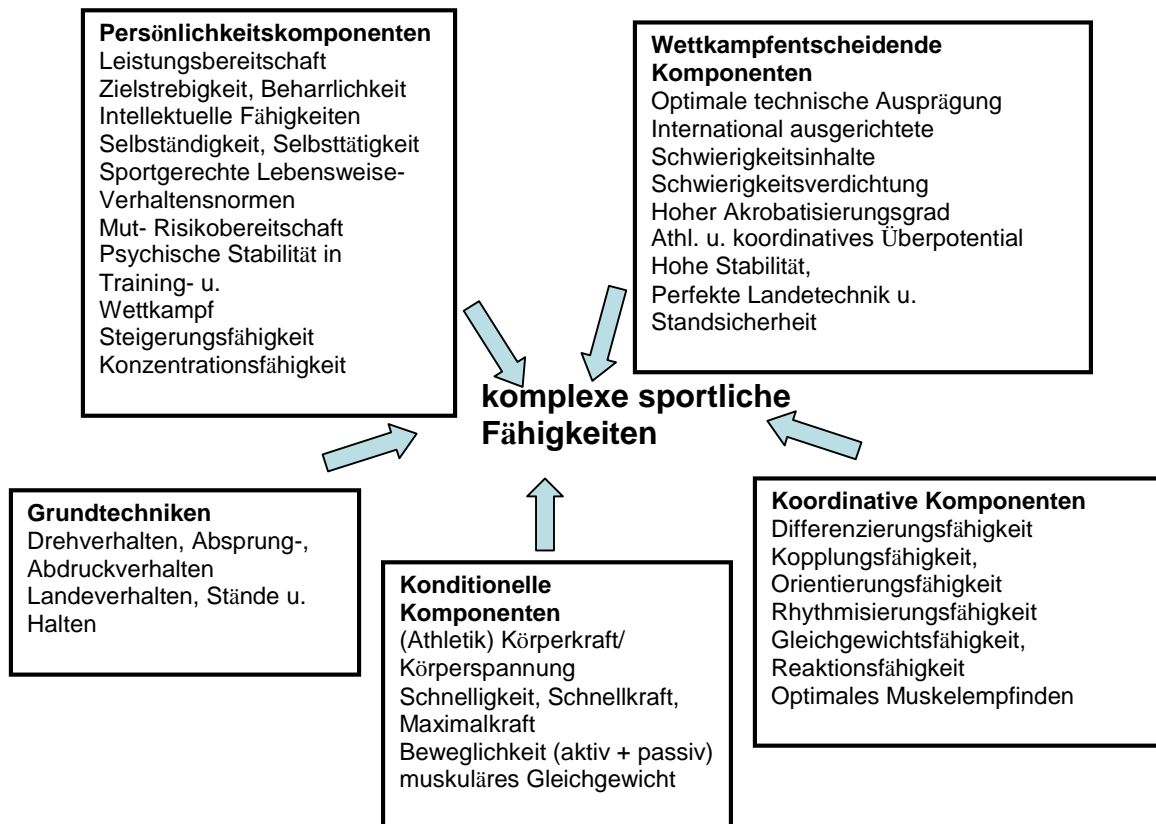 Persönlichkeitskomponenten
Leistungsbereitschaft
Zielstrebigkeit, Beharrlichkeit
Intellektuelle Fähigkeiten
Selbständigkeit, Selbsttätigkeit
Sportgerechte Lebensweise-
Verhaltensnormen
Mut- Risikobereitschaft
Psychische Stabilität in
Training- u.
Wettkampf
Steigerungsfähigkeit
Konzentrationsfähigkeit
Wettkampfentscheidende
Komponenten
Optimale technische Ausprägung
International ausgerichtete
Schwierigkeitsinhalte
Schwierigkeitsverdichtung
Hoher Akrobatisierungsgrad
Athl. u. koordinatives Überpotential
Hohe Stabilität,
Perfekte Landetechnik u.
Standsicherheit
komplexe sportliche
Fähigkeiten
Grundtechniken
Drehverhalten, Absprung-,
Abdruckverhalten
Landeverhalten, Stände u.
Halten
Konditionelle
Komponenten
(Athletik) Körperkraft/
Körperspannung
Schnelligkeit, Schnellkraft,
Maximalkraft
Beweglichkeit (aktiv + passiv)
muskuläres Gleichgewicht
Koordinative Komponenten
Differenzierungsfähigkeit
Kopplungsfähigkeit,
Orientierungsfähigkeit
Rhythmisierungsfähigkeit
Gleichgewichtsfähigkeit,
Reaktionsfähigkeit
Optimales Muskelempfinden